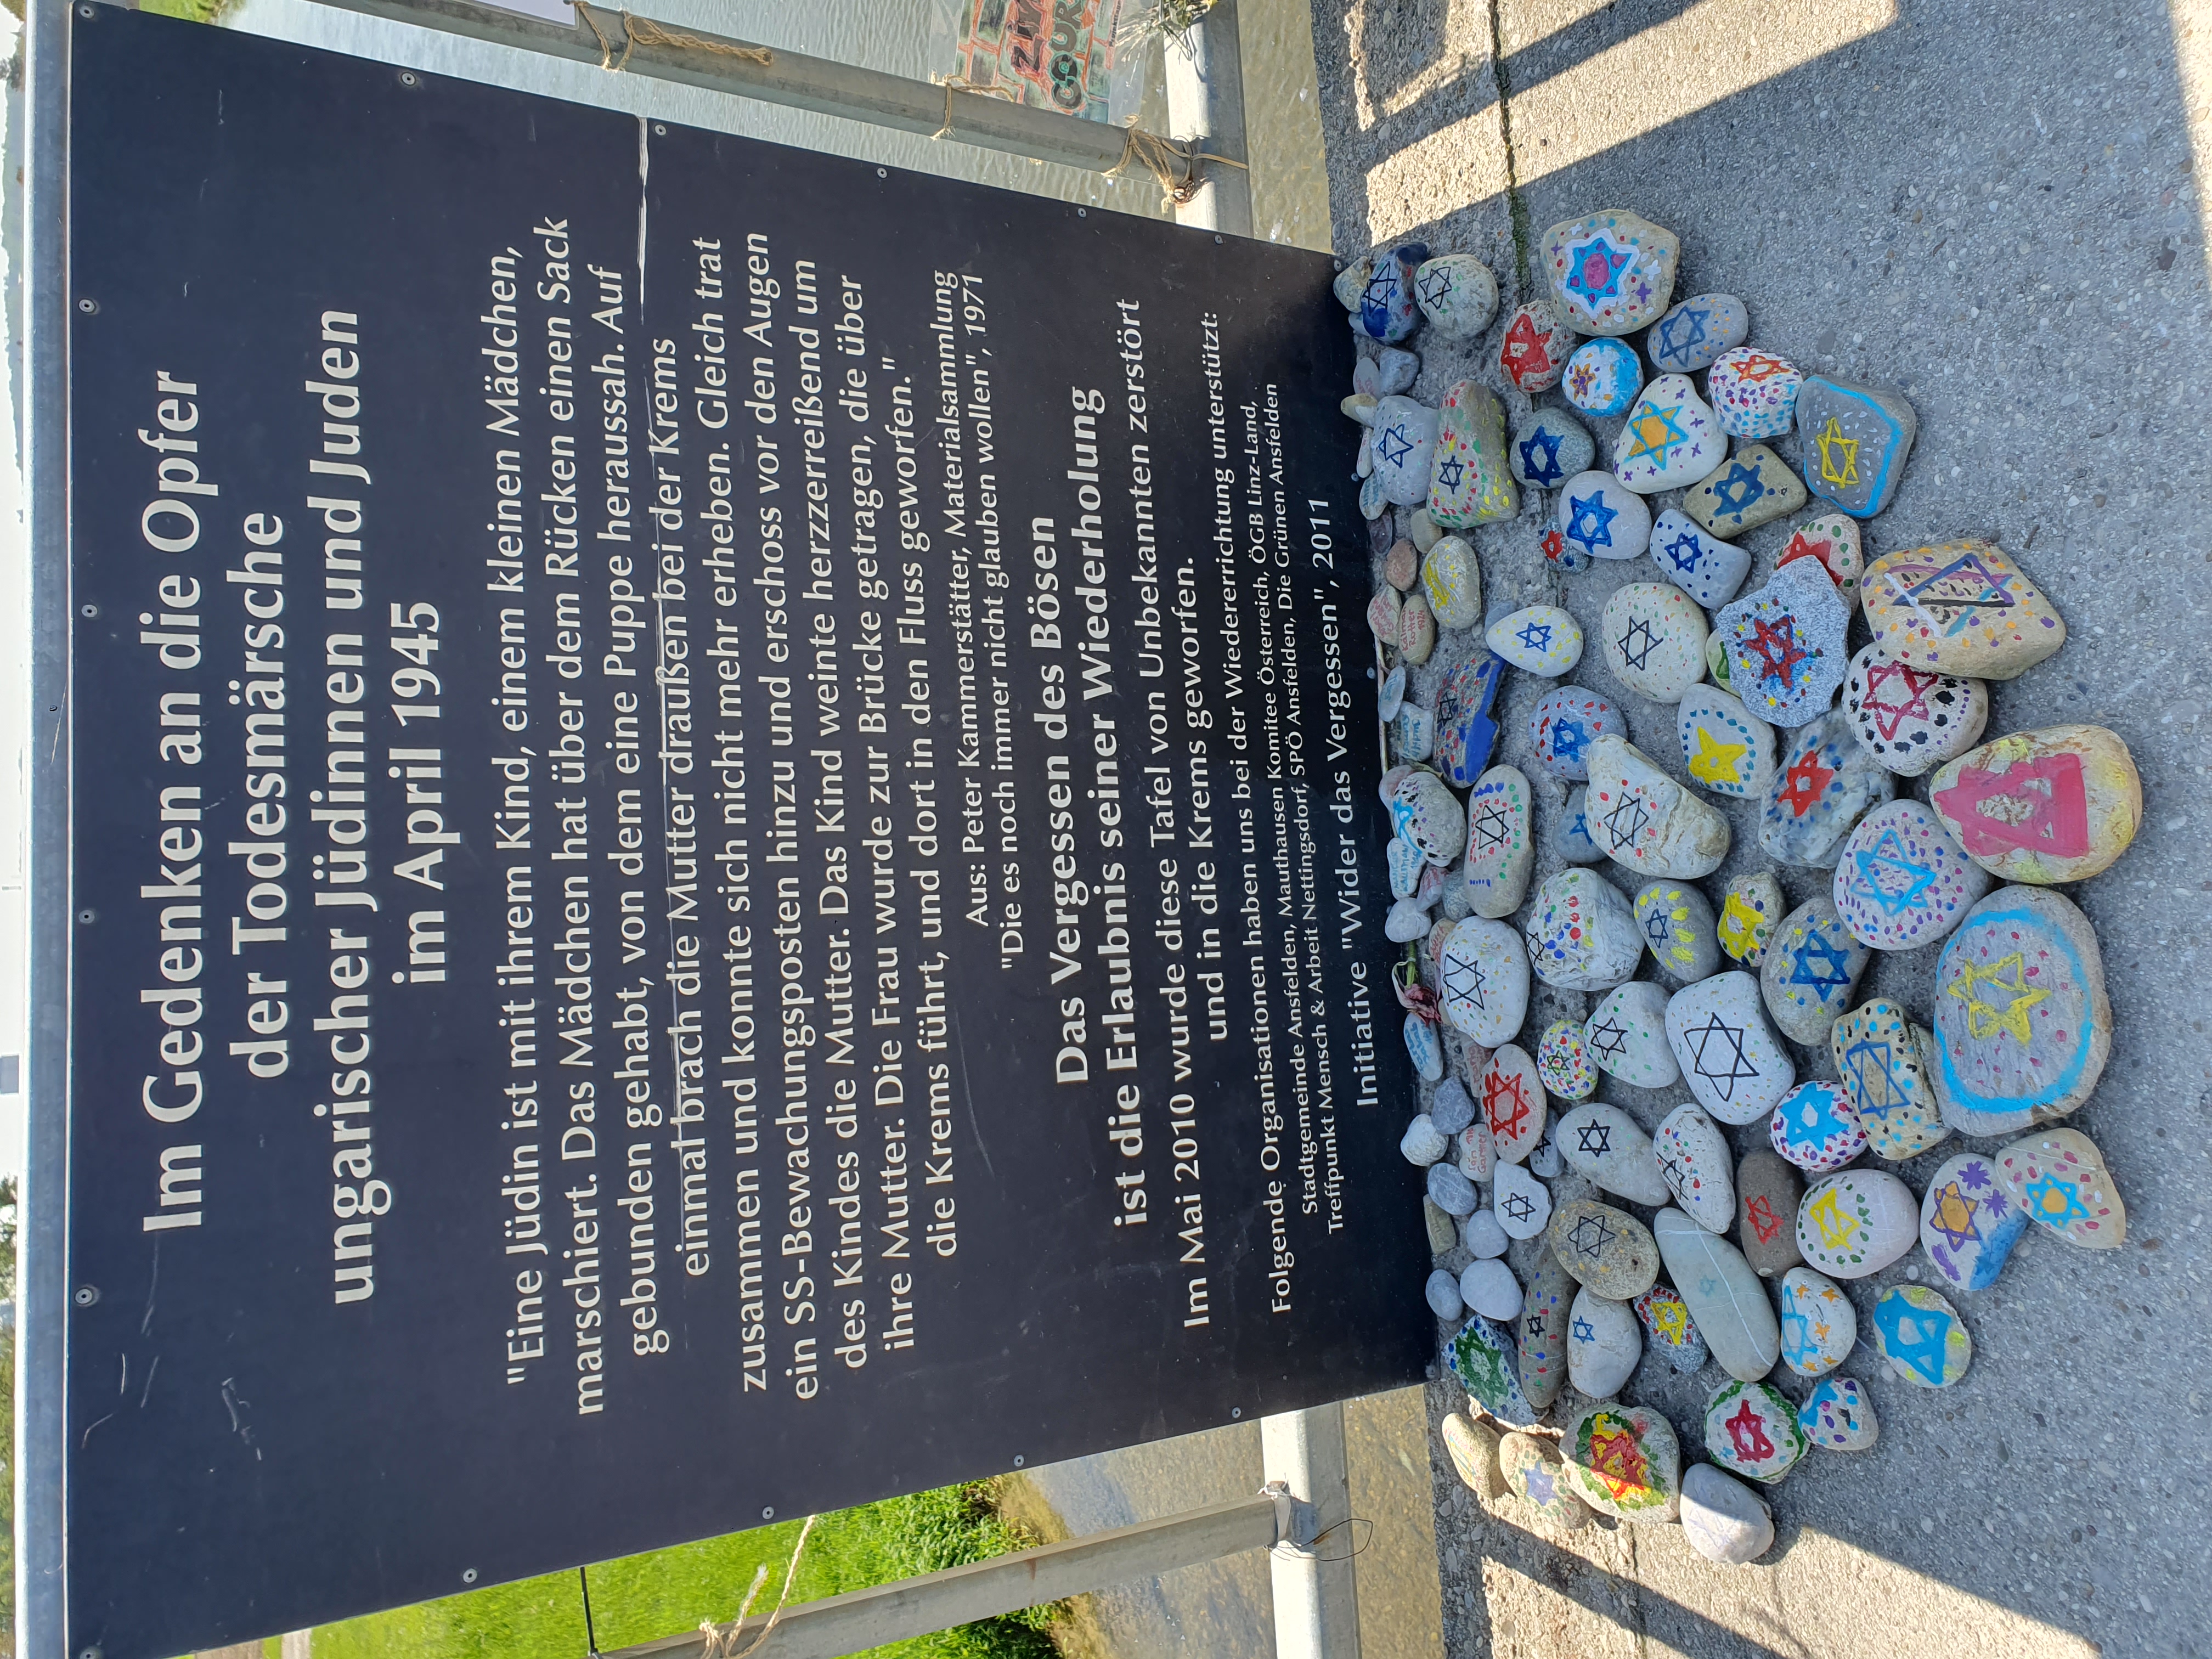 Im Gedenken an die Opfer
der Todesmärsche
ungarischer Jüdinnen und Juden
im April 1945
"Eine Jüdin ist mit ihrem Kind, einem kleinen Mädchen,
marschiert. Das Mädchen hat über dem Rücken einen Sack
gebunden gehabt, von dem eine Puppe heraussah. Auf
einmal brach die Mutter draußen bei der Krems
zusammen und konnte sich nicht mehr erheben. Gleich trat
ein SS-Bewachungsposten hinzu und erschoss vor den Augen
des Kindes die Mutter. Das Kind weinte herzzerreißend um
ihre Mutter. Die Frau wurde zur Brücke getragen, die über
die Krems führt, und dort in den Fluss geworfen."
Aus: Peter Kammerstätter, Materialsammlung
"Die es noch immer nicht glauben wollen", 1971
Das Vergessen des Bösen
ist die Erlaubnis seiner Wiederholung
Im Mai 2010 wurde diese Tafel von Unbekannten zerstört
und in die Krems geworfen.
Folgende Organisationen haben uns bei der Wiedererrichtung unterstützt:
Stadtgemeinde Ansfelden, Mauthausen Komitee Österreich, ÖGB Linz-Land,
Treffpunkt Mensch & Arbeit Nettingsdorf, SPÖ Ansfelden, Die Grünen Ansfelden
Initiative "Wider das Vergessen", 2011